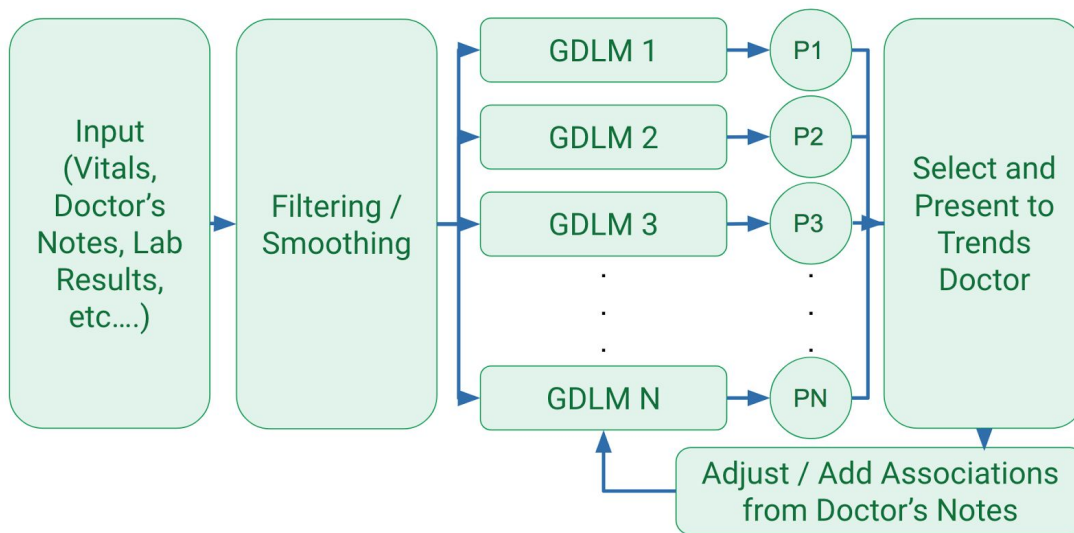 Input
(Vitals,
Doctor’s
Notes, Lab
Results,
etc....)
Filtering /
Smoothing
GDLM 1
GDLM 2
GDLM 3
.
.
.
GDLM N
P1
P2
P3
.
.
.
PN
Select and
Present to
Trends
Doctor
Adjust / Add Associations
from Doctor’s Notes